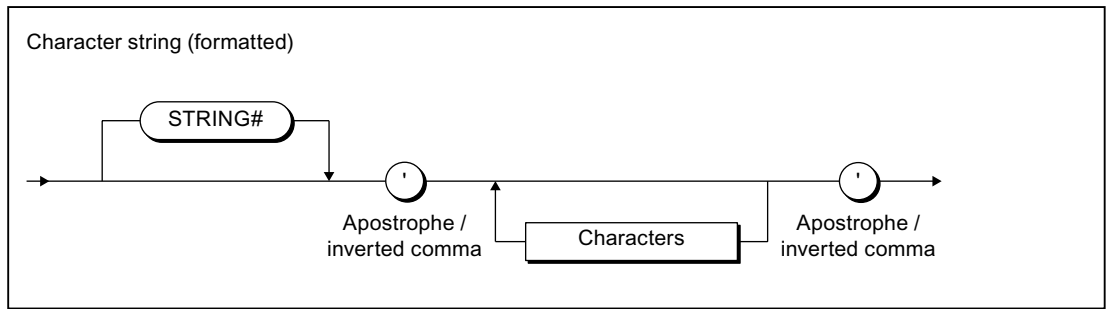 Character string (formatted)
STRING#
'
'
Apostrophe /
inverted comma
Characters
Apostrophe /
inverted comma